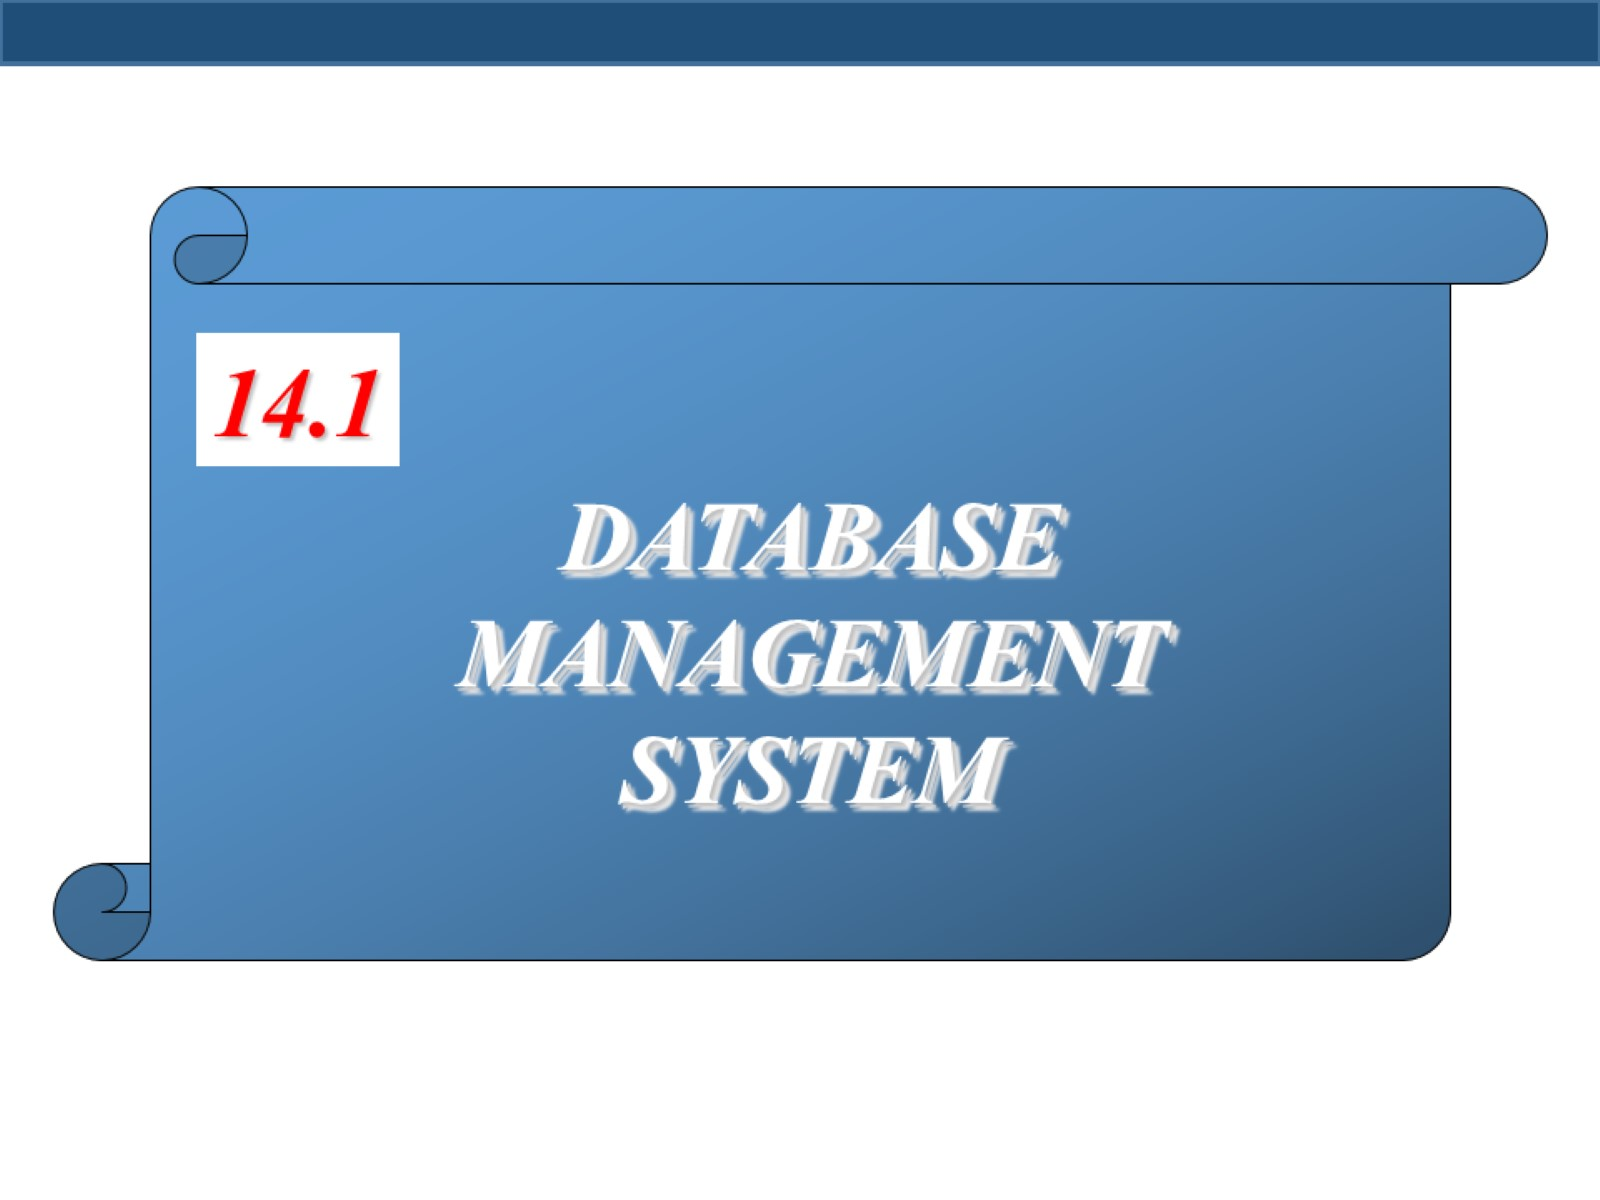 14.1
DATABASE
MANAGEMENT
SYSTEM